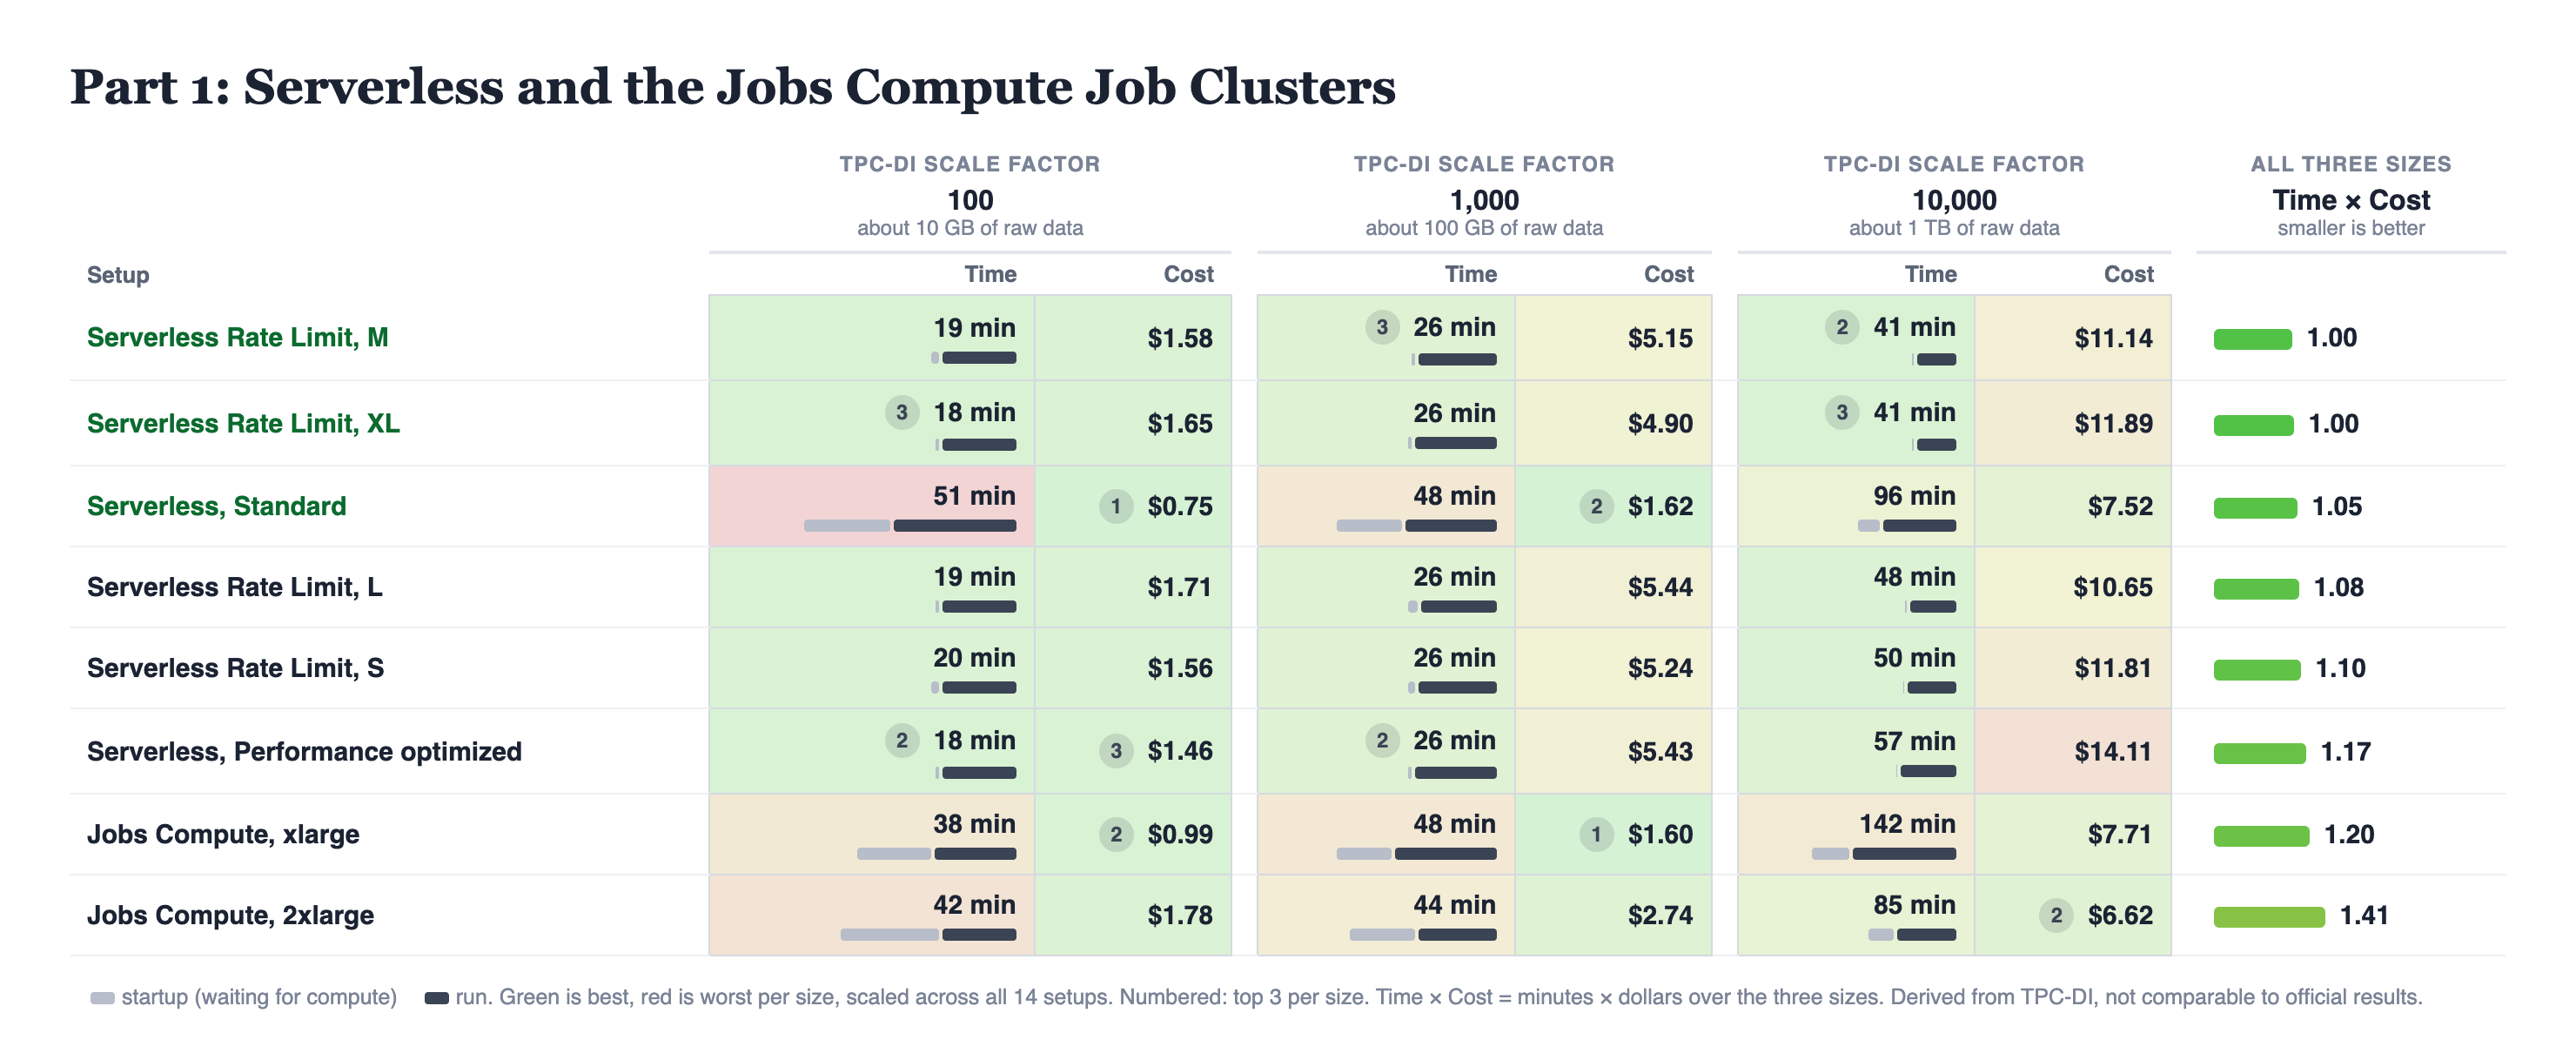 Part 1: Serverless and the Jobs Compute Job Clusters
TPC-DI SCALE FACTOR TPC-DI SCALE FACTOR TPC-DI SCALE FACTOR ALL THREE SIZES
100 1,000 10,000 Time × Cost
about 10 GB of raw data about 100 GB of raw data about 1 TB of raw data smaller is better
Setup Time Cost Time Cost Time Cost
Serverless Rate Limit, M 19 min $1.58 3 26 min $5.15 2 41 min $11.14 1.00
Serverless Rate Limit, XL 3 18 min $1.65 26 min $4.90 3 41 min $11.89 1.00
Serverless, Standard 51 min 1 $0.75 48 min 2 $1.62 96 min $7.52 1.05
Serverless Rate Limit, L 19 min $1.71 26 min $5.44 48 min $10.65 1.08
Serverless Rate Limit, S 20 min $1.56 26 min $5.24 50 min $11.81 1.10
Serverless, Performance optimized 2 18 min 3 $1.46 2 26 min $5.43 57 min $14.11 1.17
Jobs Compute, xlarge 38 min 2 $0.99 48 min 1 $1.60 142 min $7.71 1.20
Jobs Compute, 2xlarge 42 min $1.78 44 min $2.74 85 min 2 $6.62 1.41
startup (waiting for compute) run. Green is best, red is worst per size, scaled across all 14 setups. Numbered: top 3 per size. Time × Cost = minutes × dollars over the three sizes. Derived from TPC-DI, not comparable to official results.